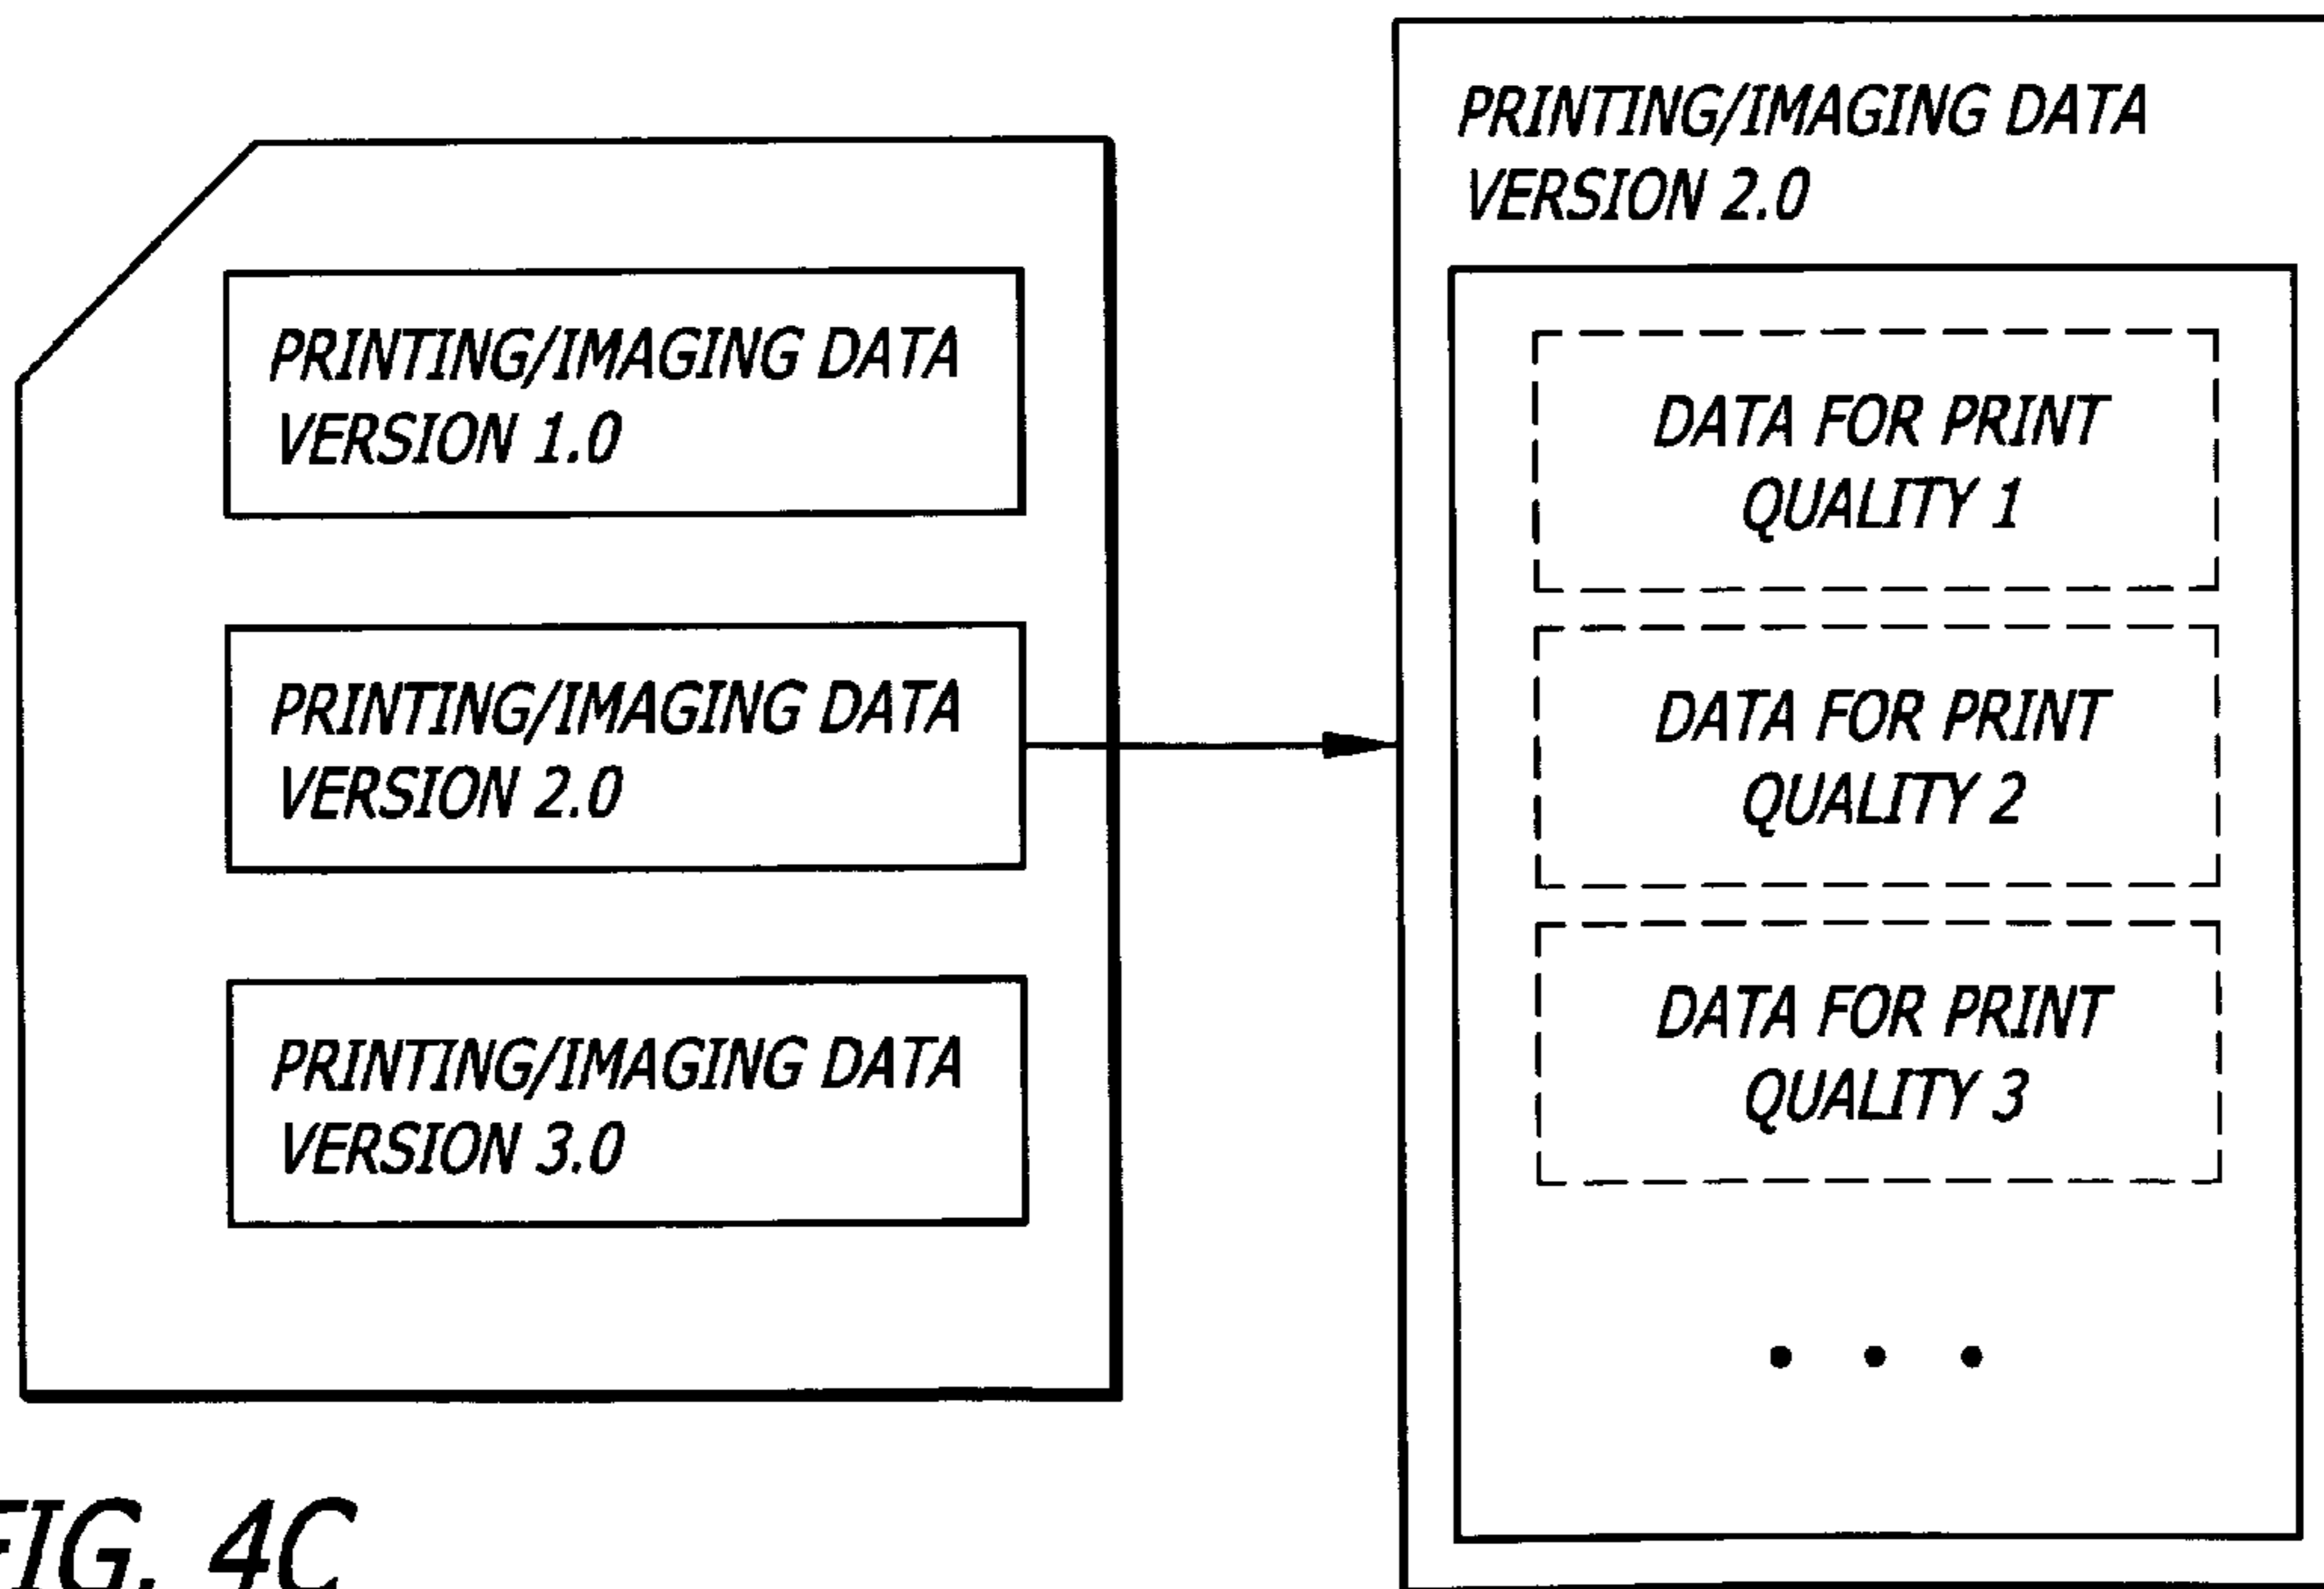 PRINTING/IMAGING DATA
VERSION 1.0
PRINTING/IMAGING DATA
VERSION 2.0
PRINTING/IMAGING DATA
VERSION 3.0
PRINTING/IMAGING DATA
VERSION 2.0
DATA FOR PRINT
QUALITY 1
DATA FOR PRINT
QUALITY 2
DATA FOR PRINT
QUALITY 3
• • •
FIG. 4C